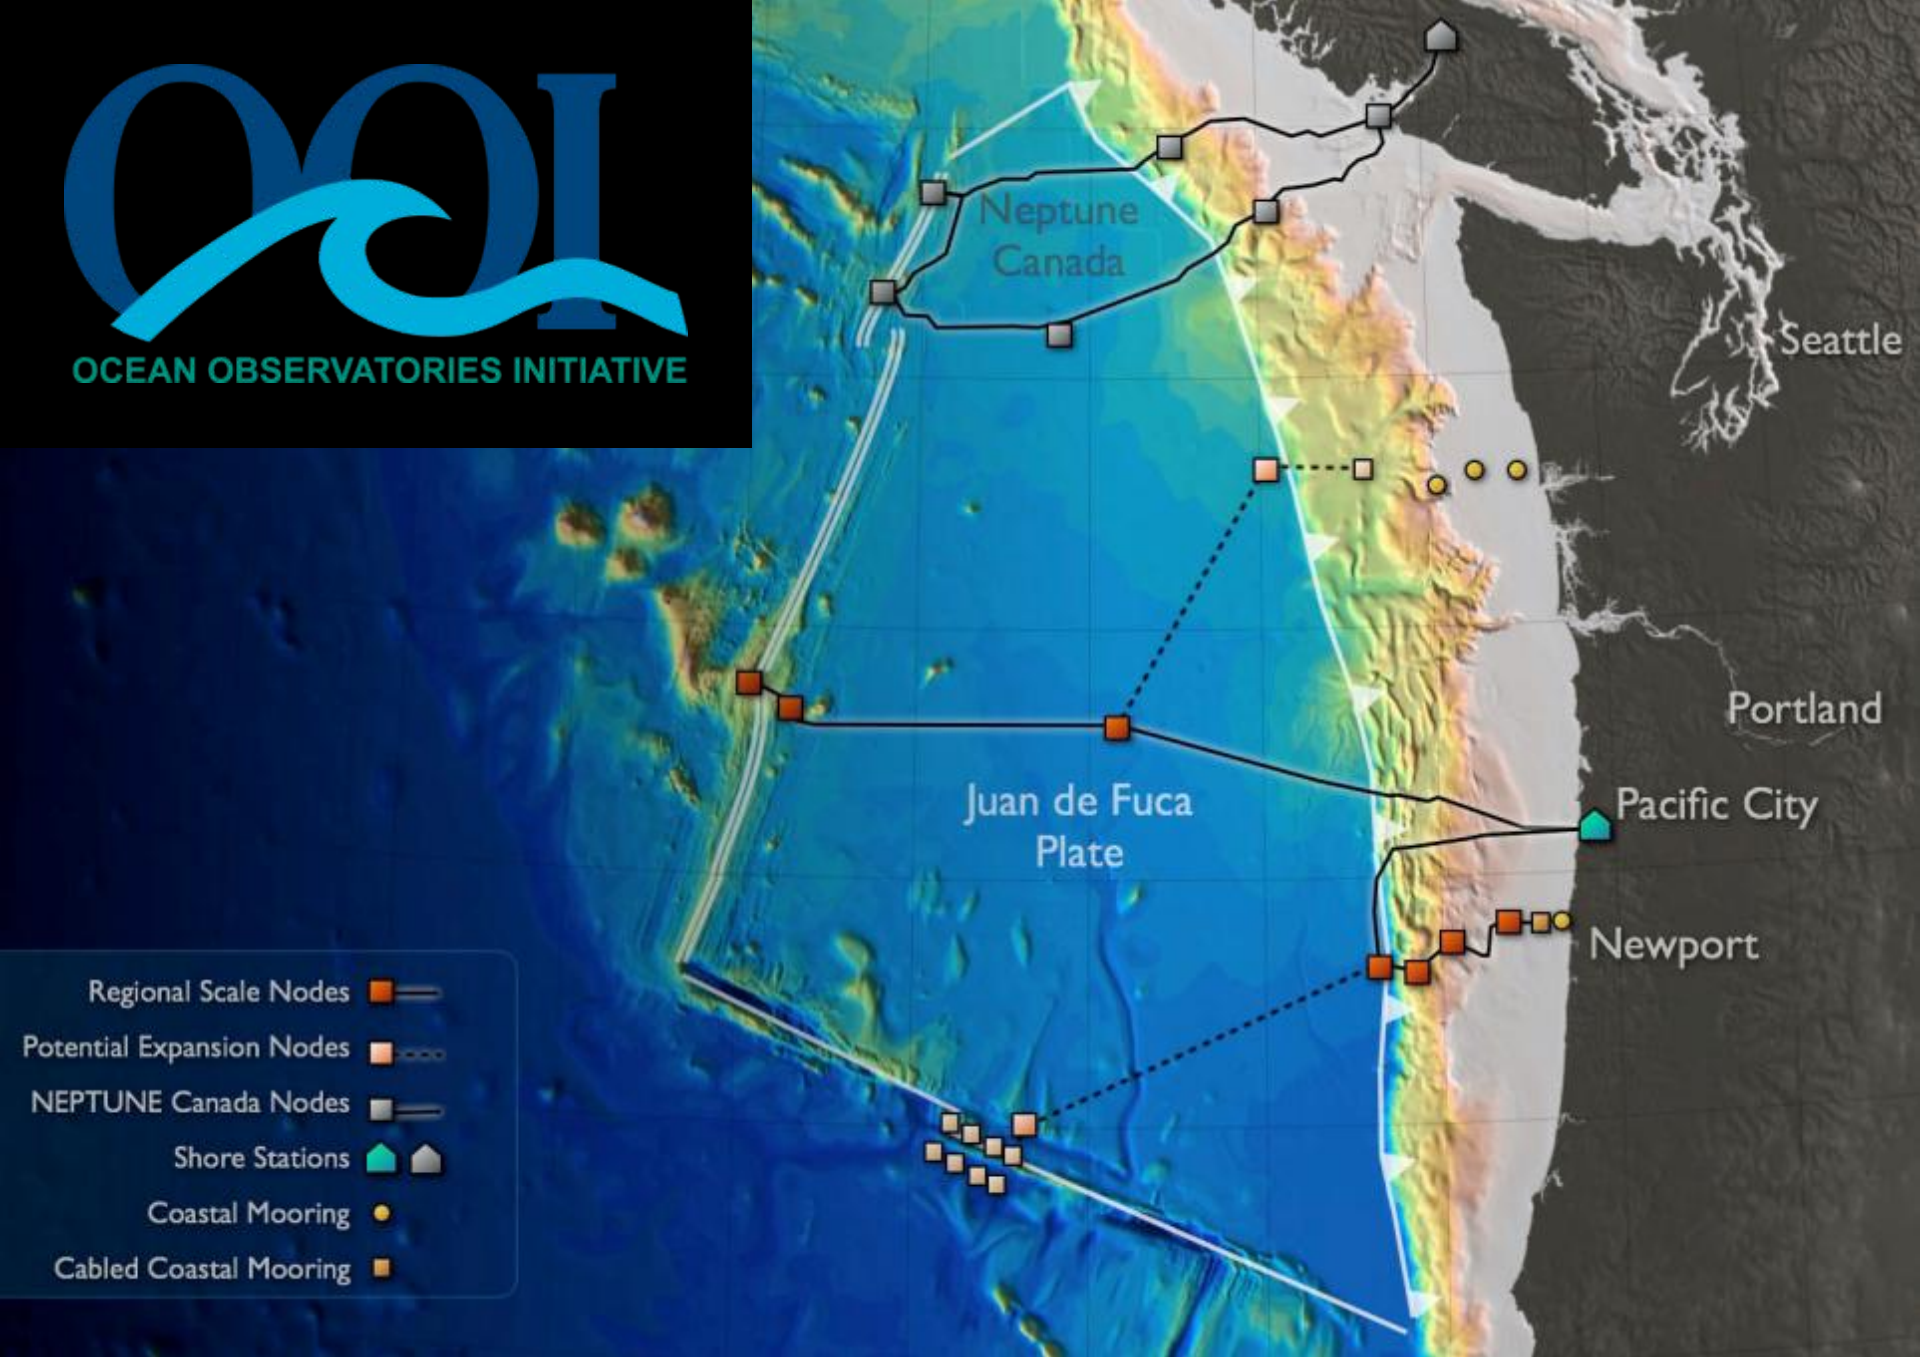 OOI
OCEAN OBSERVATORIES INITIATIVE
Neptune
Canada
Seattle
Portland
Juan de Fuca
Plate
Pacific City
Newport
Regional Scale Nodes
Potential Expansion Nodes
NEPTUNE Canada Nodes
Shore Stations
Coastal Mooring
Cabled Coastal Mooring